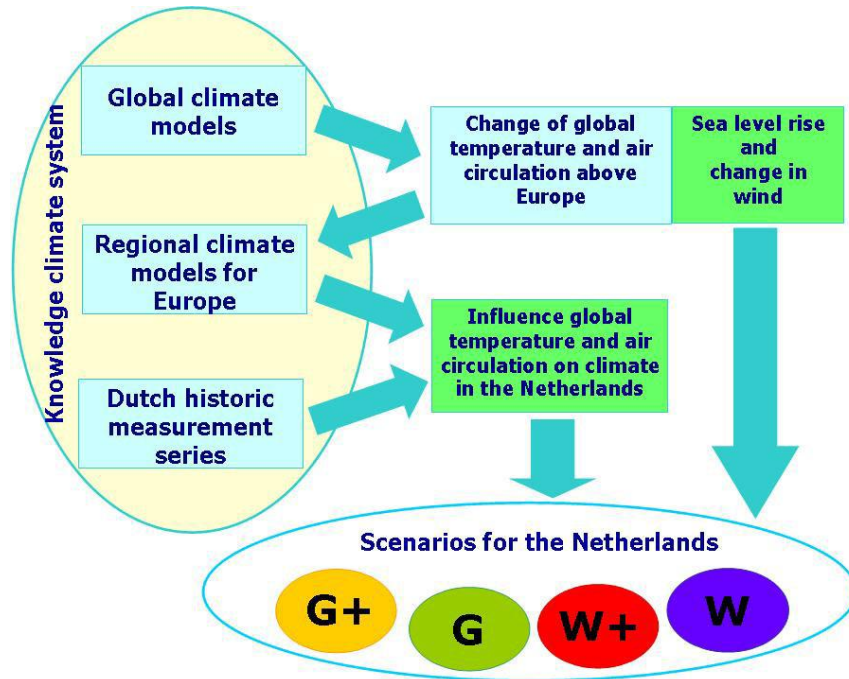 Knowledge climate system
Global climate
models
Change of global
temperature and air
circulation above
Europe
Sea level rise
and
change in
wind
Regional climate
models for
Europe
Influence global
temperature and air
circulation on climate
in the Netherlands
Dutch historic
measurement
series
Scenarios for the Netherlands
G+
G
W+
W